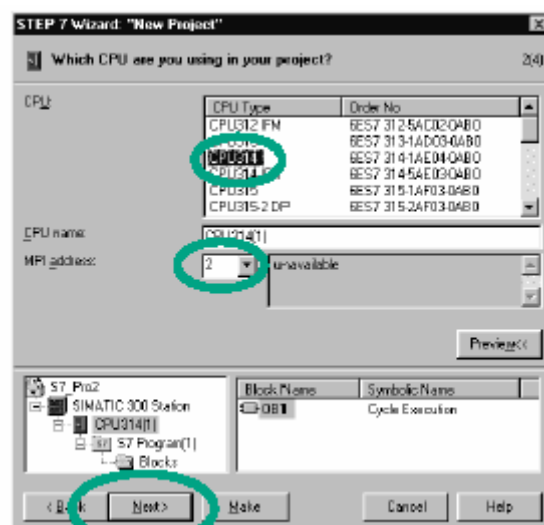 STEP 7 Wizard: "New Project"
Which CPU are you using in your project? 2(4)
CPU:
CPU Type Order No
CPU312 IFM 6ES7 312-5AC02-0AB0
CPU313 6ES7 313-1AD03-0AB0
CPU314 6ES7 314-1AE04-0AB0
CPU314 6ES7 314-5AE03-0AB0
CPU315 6ES7 315-1AF03-0AB0
CPU315-2 DP 6ES7 315-2AF03-0AB0
CPU name: CPU314(1)
MPI address: 2 unavailable
Preview<<
S7_Pro2
SIMATIC 300 Station
CPU314(1)
S7 Program(1)
Blocks
Block Name Symbolic Name
OB1 Cycle Execution
< Back Next > Make Cancel Help